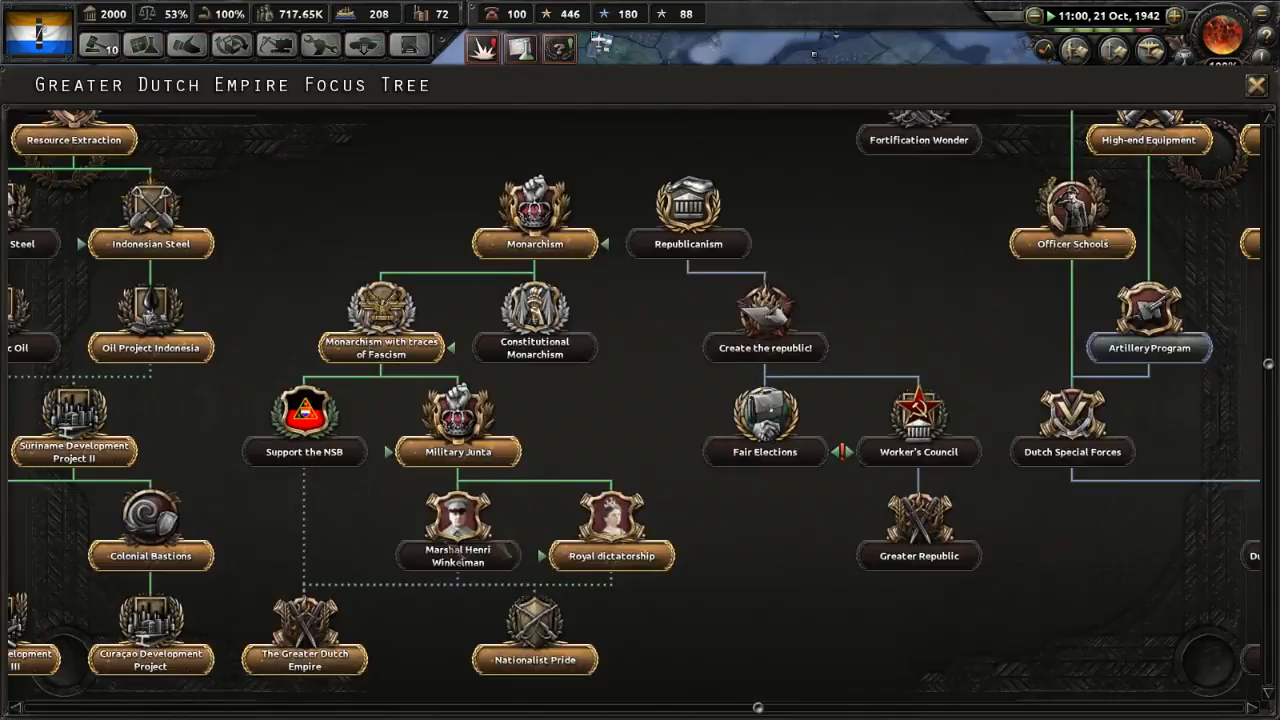 2000
53%
100%
717.65K
208
72
100
446
180
88
11:00, 21 Oct, 1942
10
100%
Greater Dutch Empire Focus Tree
Resource Extraction
Fortification Wonder
High-end Equipment
Steel
Indonesian Steel
Monarchism
Republicanism
Officer Schools
Oil
Oil Project Indonesia
Monarchism with traces
of Fascism
Constitutional
Monarchism
Create the republic!
Artillery Program
Suriname Development
Project II
Support the NSB
Military Junta
Fair Elections
Worker's Council
Dutch Special Forces
Colonial Bastions
Marshal Henri
Winkelman
Royal dictatorship
Greater Republic
III
Curaçao Development
Project
The Greater Dutch
Empire
Nationalist Pride